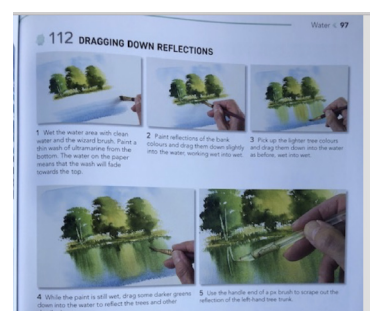 Water 97
112 DRAGGING DOWN REFLECTIONS
1 Wet the water area with clean
water and the wizard brush. Paint a
thin wash of ultramarine from the
bottom. The water on the paper
means that the wash will fade
towards the top.
2 Paint reflections of the bank
colours and drag them down slightly
into the water, working wet into wet.
3 Pick up the lighter tree colours
and drag them down into the water
as before, wet into wet.
4 While the paint is still wet, drag some darker greens
down into the water to reflect the trees and other
5 Use the handle end of a px brush to scrape out the
reflection of the left-hand tree trunk.